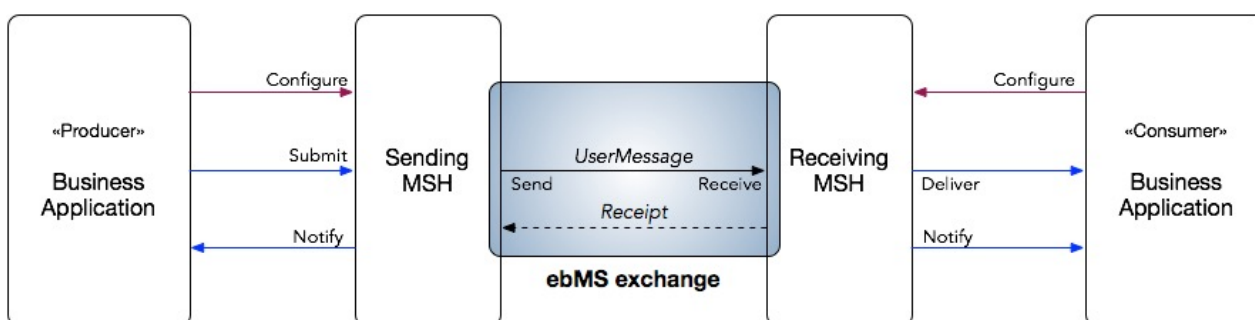 Configure
Configure
«Producer»
«Consumer»
Submit
Sending
MSH
UserMessage
Receiving
MSH
Business
Application
Send
Receive
Deliver
Business
Application
Receipt
Notify
Notify
ebMS exchange